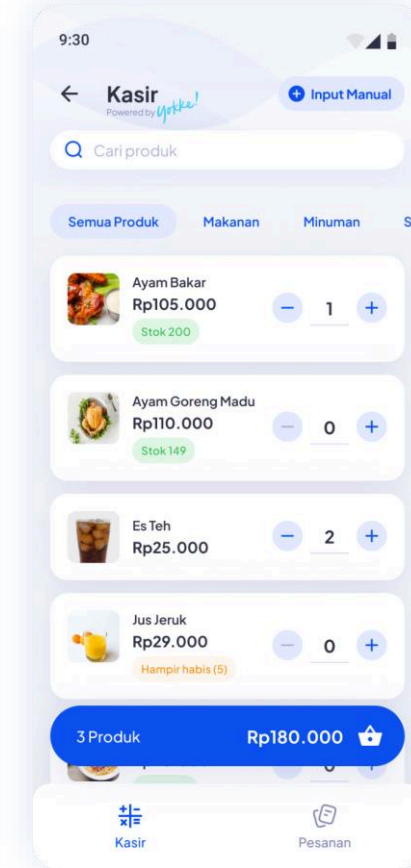 9:30
Kasir
Powered by yokke!
Input Manual
Cari produk
Semua Produk Makanan Minuman S
Ayam Bakar
Rp105.000
1
Stok 200
Ayam Goreng Madu
Rp110.000
0
Stok 149
Es Teh
Rp25.000
2
Jus Jeruk
Rp29.000
0
Hampir habis (5)
3 Produk Rp180.000
Kasir Pesanan